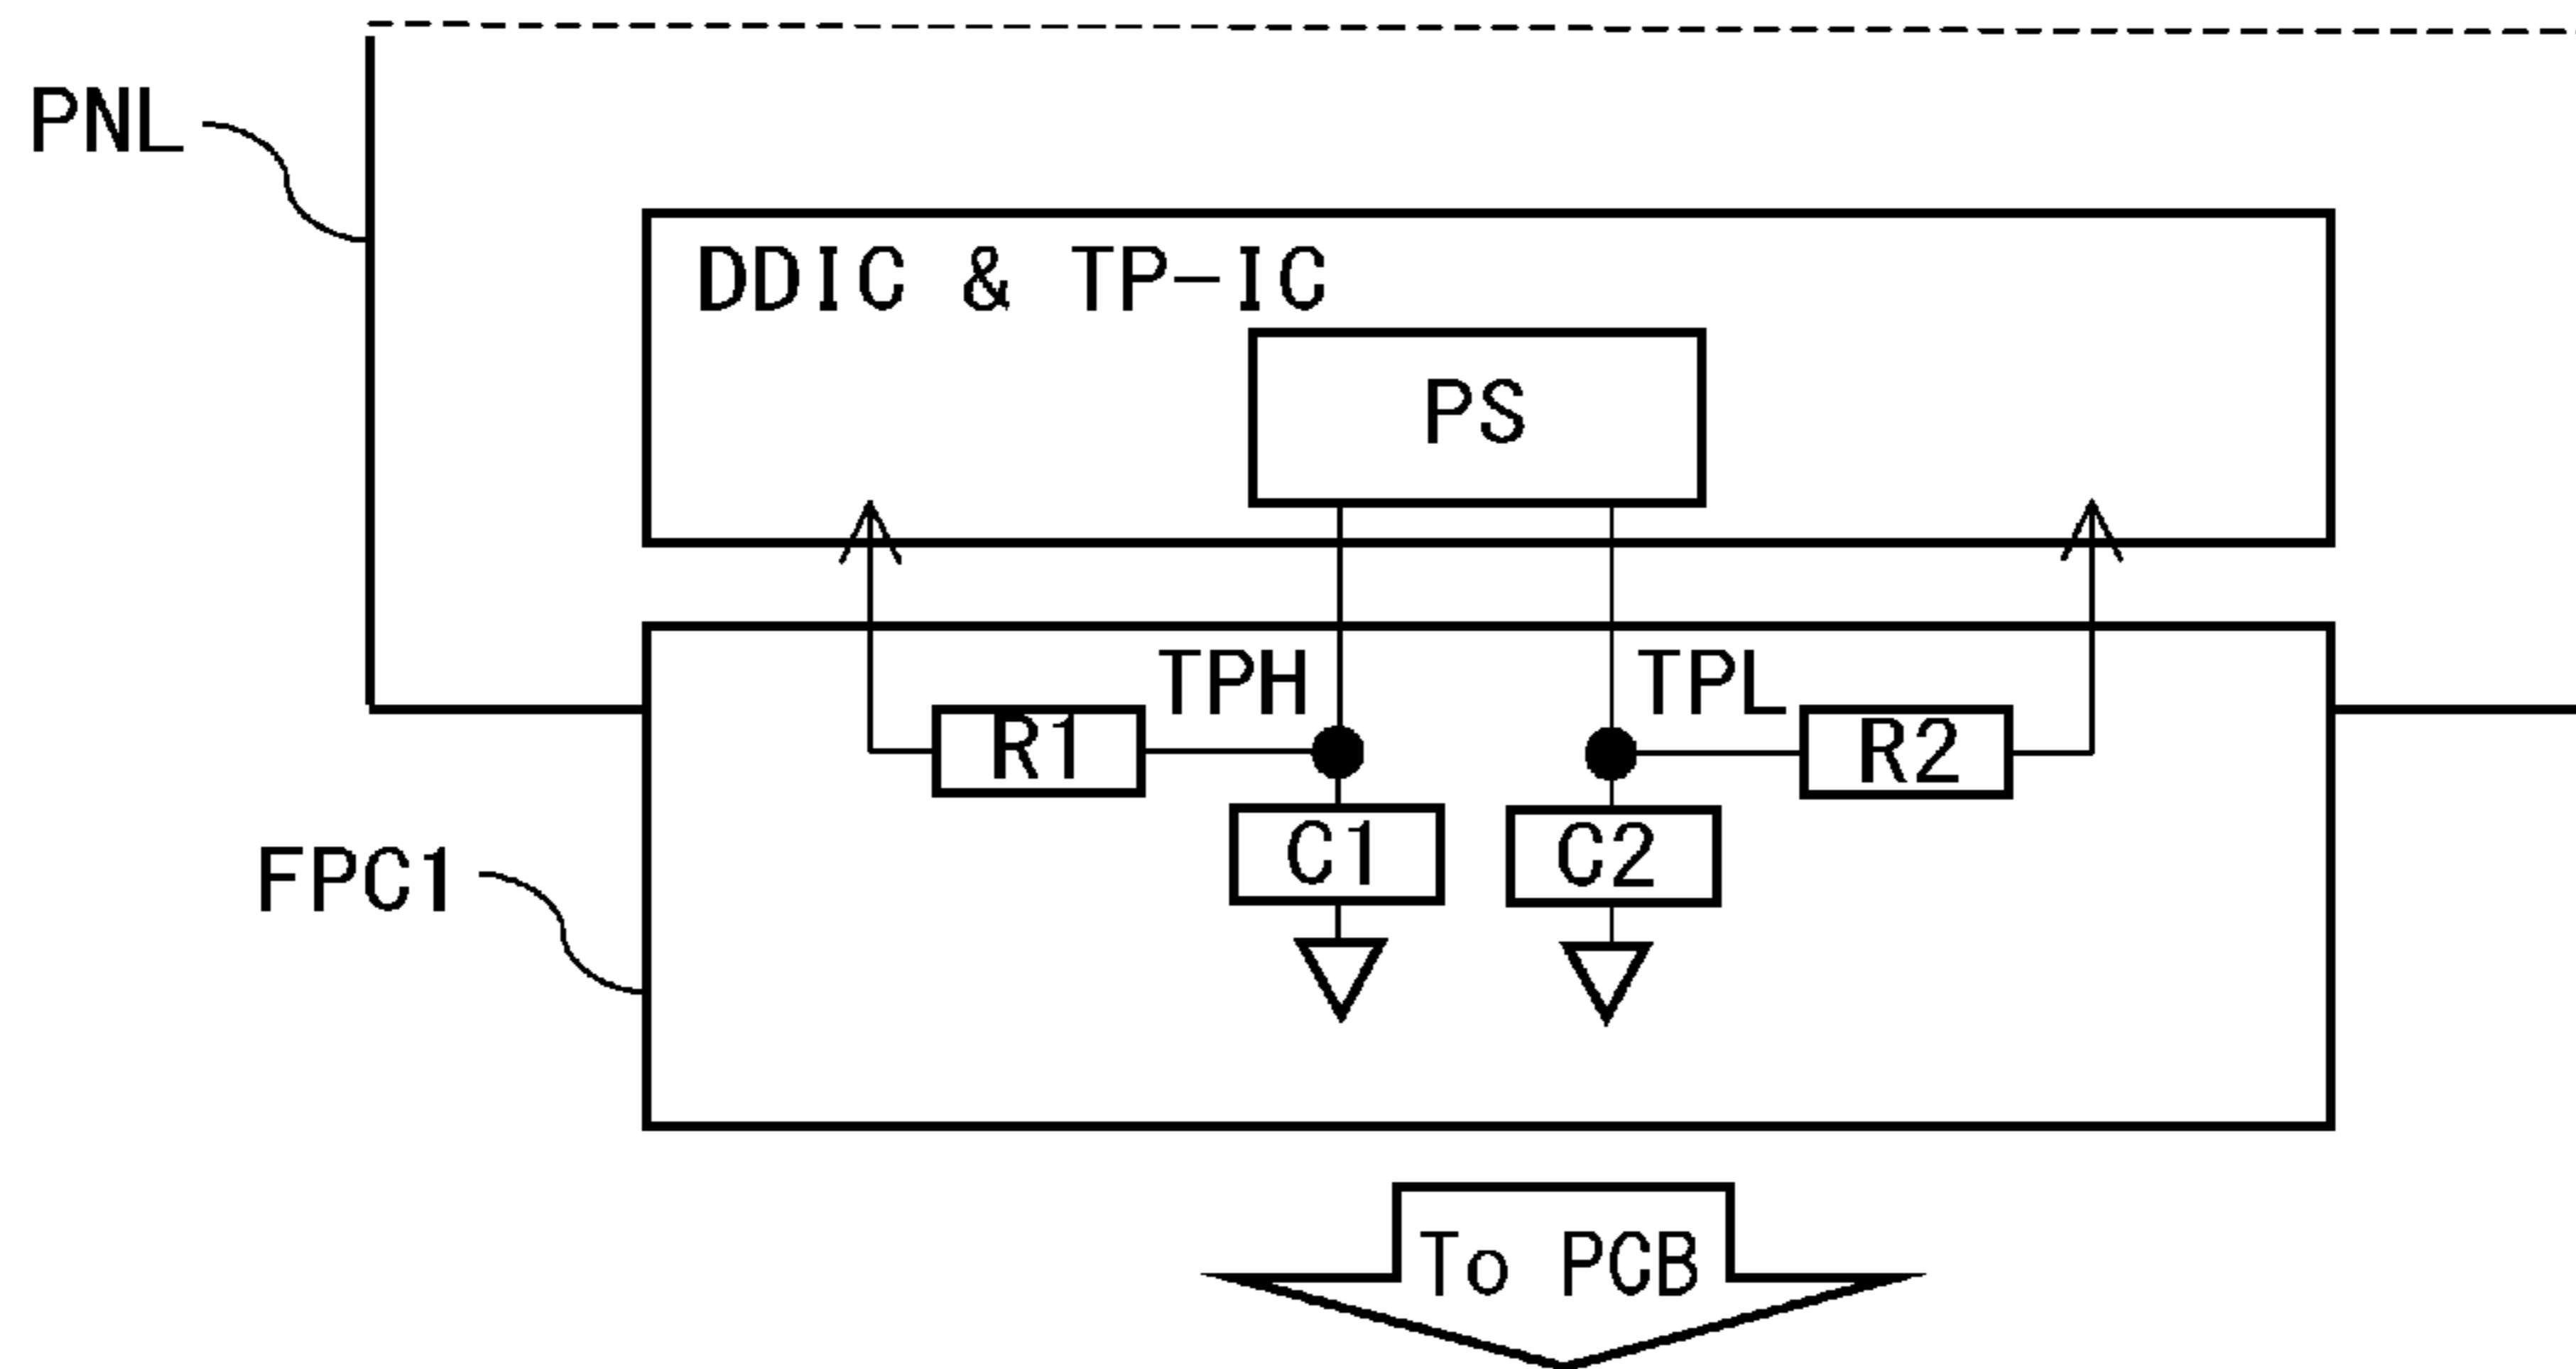 PNL
DDIC & TP-IC
PS
TPH
TPL
R1
R2
C1
C2
FPC1
To PCB